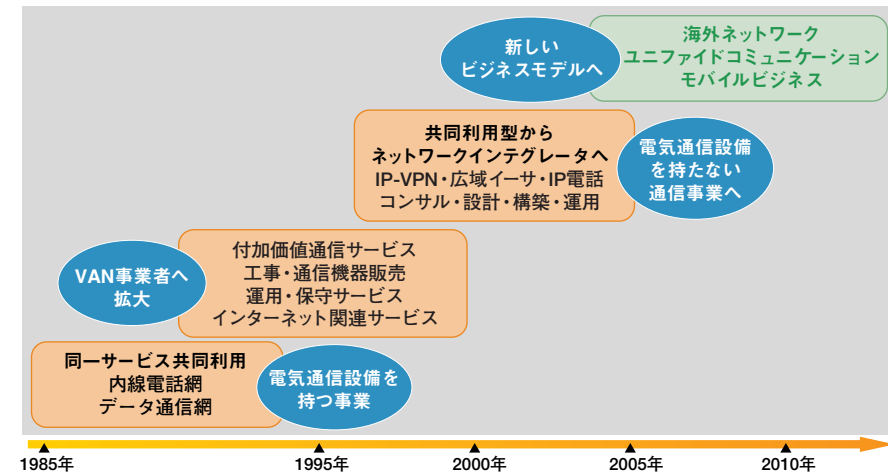 新しい
ビジネスモデルへ
海外ネットワーク
ユニファイドコミュニケーション
モバイルビジネス
共同利用型から
ネットワークインテグレータへ
IP-VPN・広域イーサ・IP電話
コンサル・設計・構築・運用
電気通信設備
を持たない
通信事業へ
VAN事業者へ
拡大
付加価値通信サービス
工事・通信機器販売
運用・保守サービス
インターネット関連サービス
同一サービス共同利用
内線電話網
データ通信網
電気通信設備を
持つ事業
1985年
1995年
2000年
2005年
2010年